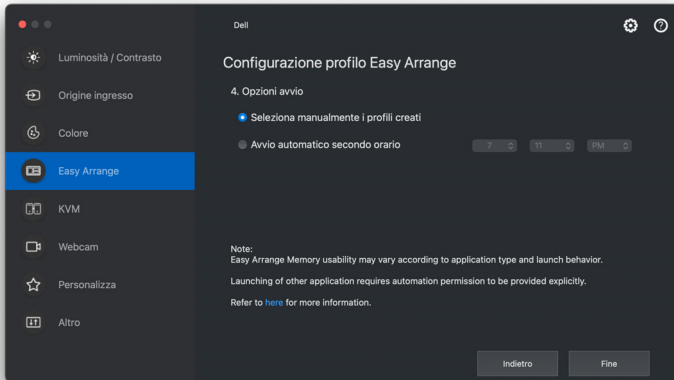 Dell
Luminosità / Contrasto
Origine ingresso
Colore
Easy Arrange
KVM
Webcam
Personalizza
Altro
Configurazione profilo Easy Arrange
4. Opzioni avvio
Seleziona manualmente i profili creati
Avvio automatico secondo orario
7
11
PM
Note:
Easy Arrange Memory usability may vary according to application type and launch behavior.
Launching of other application requires automation permission to be provided explicitly.
Refer to here for more information.
Indietro
Fine